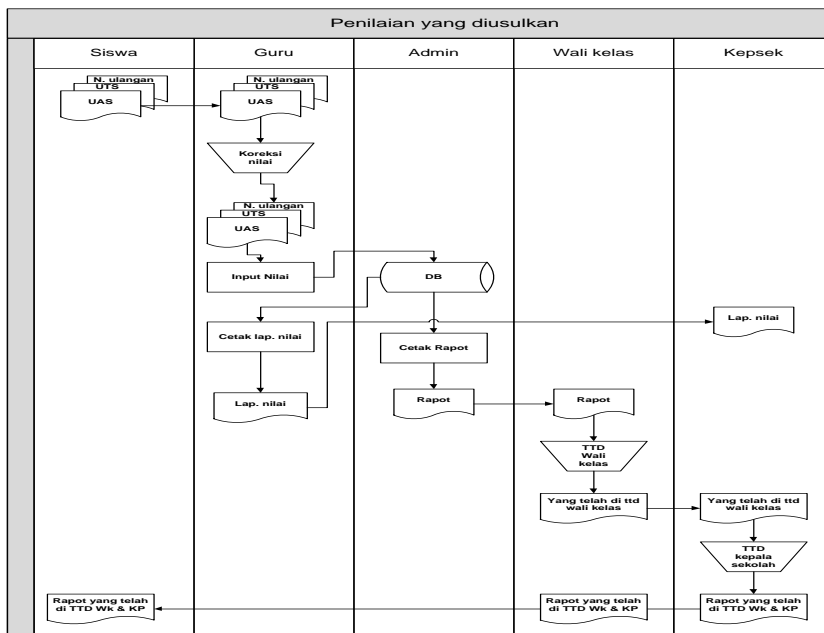 Penilaian yang diusulkan
Siswa
Guru
Admin
Wali kelas
Kepsek
N. ulangan
UTS
UAS
N. ulangan
UTS
UAS
Koreksi
nilai
N. ulangan
UTS
UAS
Input Nilai
DB
Cetak lap. nilai
Cetak Rapot
Lap. nilai
Lap. nilai
Rapot
Rapot
TTD
Wali
kelas
Yang telah di ttd
wali kelas
Yang telah di ttd
wali kelas
TTD
kepala
sekolah
Rapot yang telah
di TTD Wk & KP
Rapot yang telah
di TTD Wk & KP
Rapot yang telah
di TTD Wk & KP